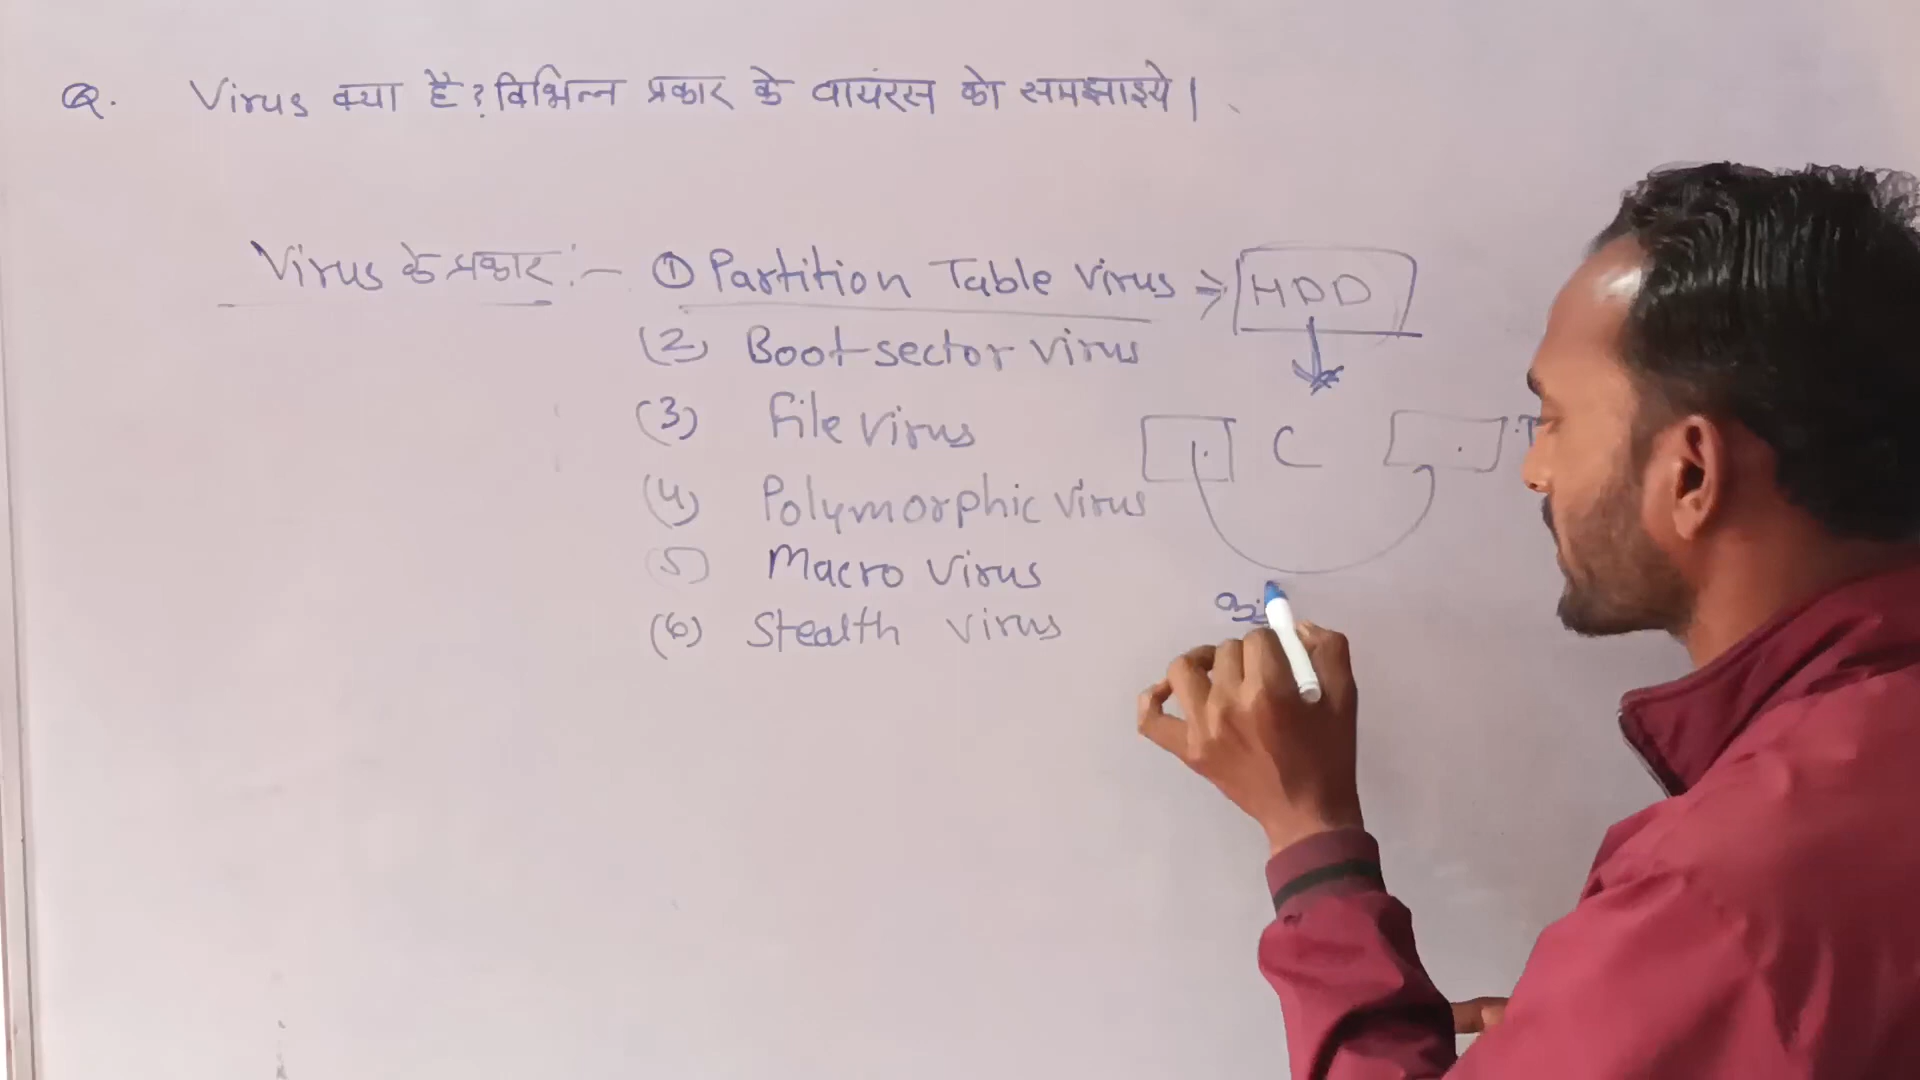 Q. Virus क्या है? विभिन्न प्रकार के वायरस को समझाइये।
Virus के प्रकार :- ① Partition Table Virus ⇒ HDD
(2) Boot-sector virus
(3) File virus
C
(4) Polymorphic virus
(5) Macro virus
(6) Stealth virus